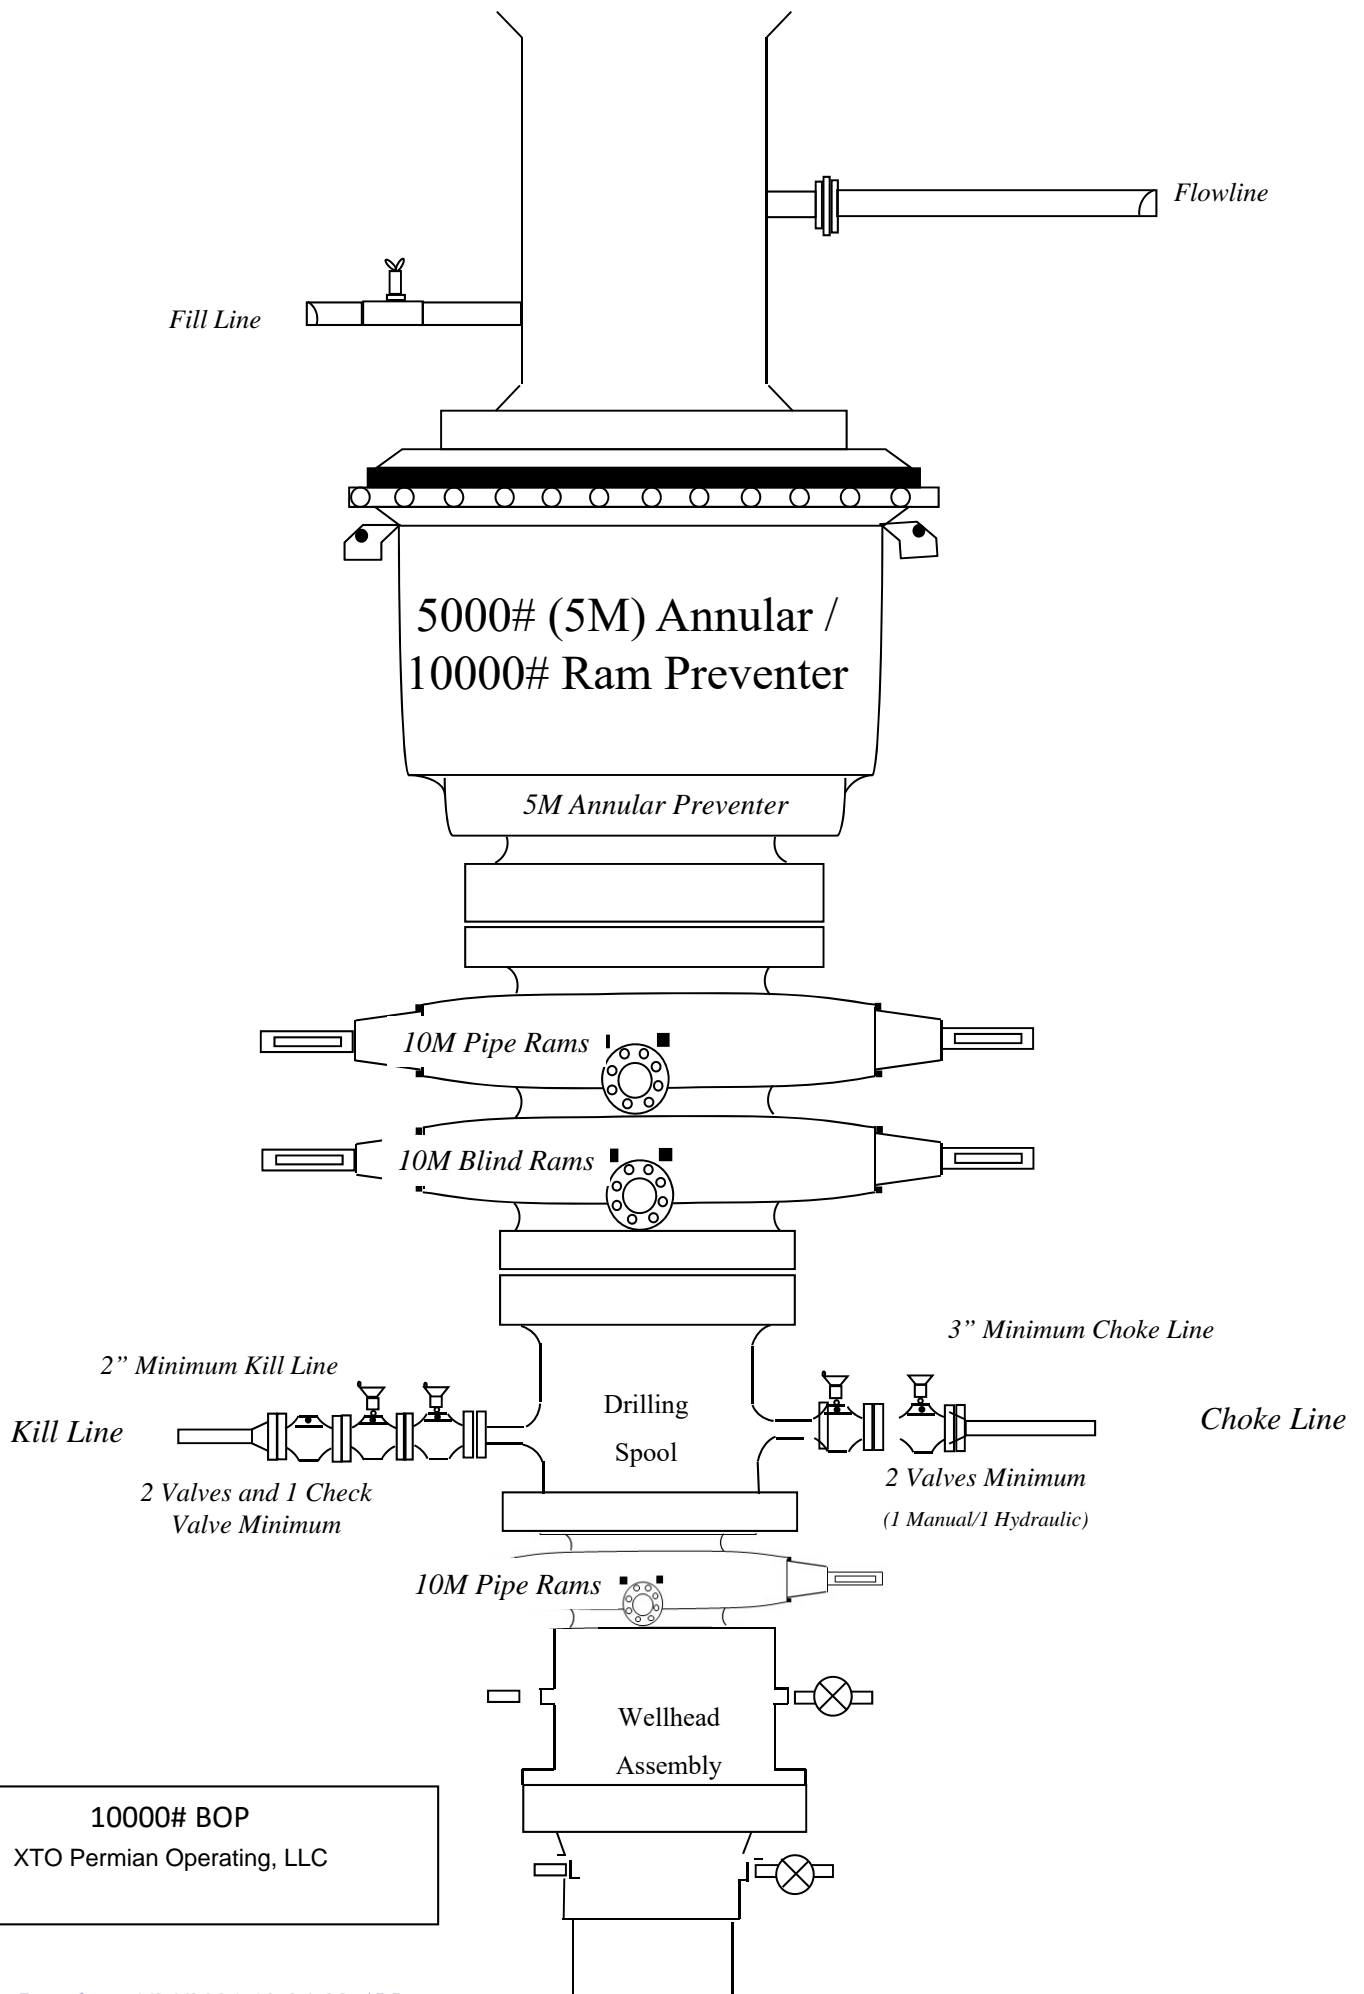 Flowline
Fill Line
5000# (5M) Annular /
10000# Ram Preventer
5M Annular Preventer
10M Pipe Rams
10M Blind Rams
3” Minimum Choke Line
2” Minimum Kill Line
Drilling
Spool
Kill Line
Choke Line
2 Valves and 1 Check
Valve Minimum
2 Valves Minimum
(1 Manual/1 Hydraulic)
10M Pipe Rams
Wellhead
Assembly
10000# BOP
XTO Permian Operating, LLC